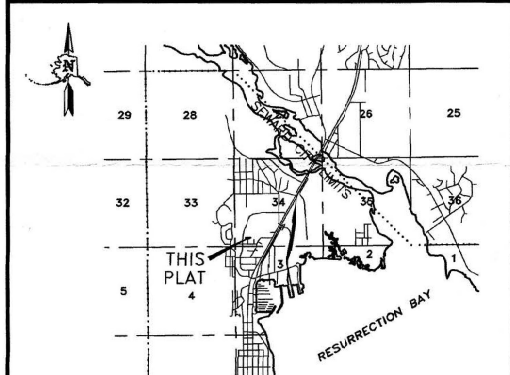 N
29 28 26 25
SEWARD CITY LIMITS
32 33 34 35 36
THIS
PLAT
5 4 3 2 1
RESURRECTION BAY